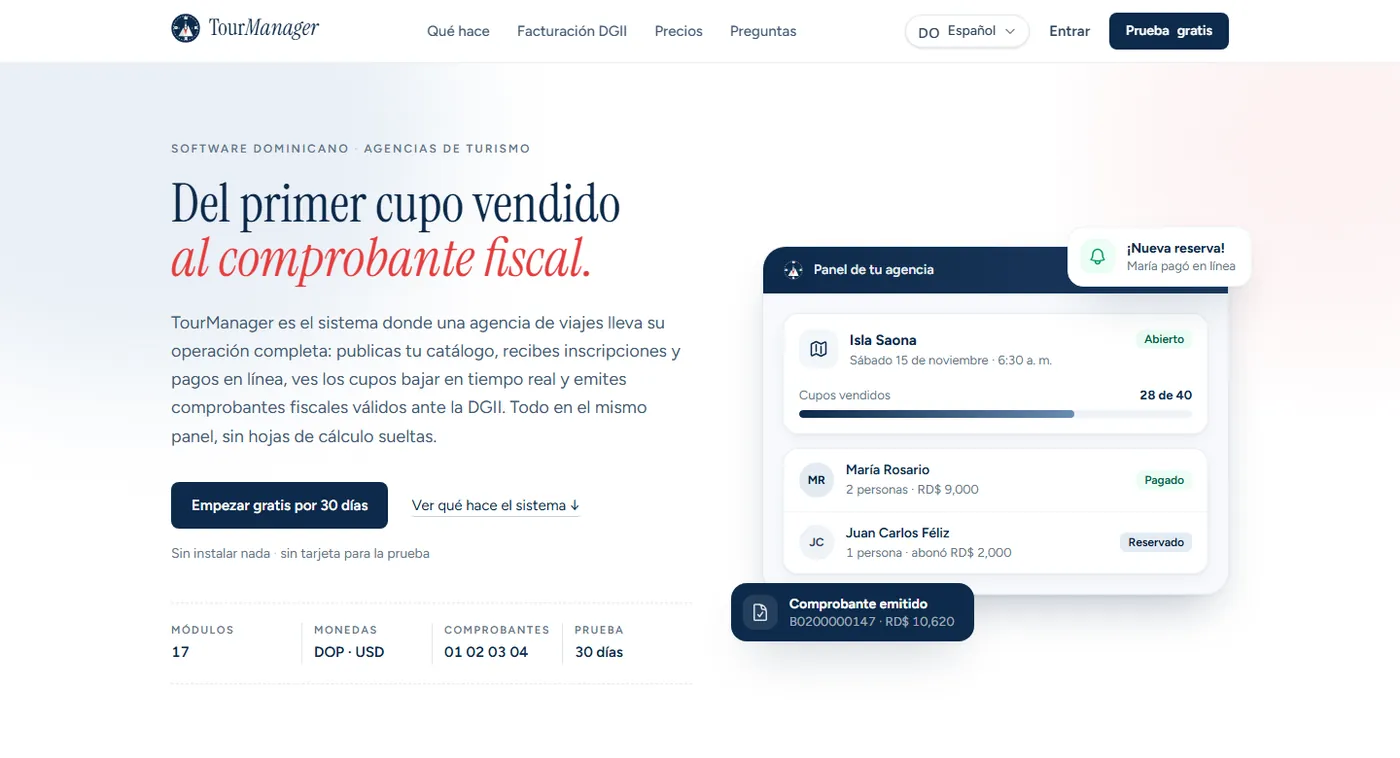 TourManager
Qué hace
Facturación DGII
Precios
Preguntas
DO Español
Entrar
Prueba gratis
SOFTWARE DOMINICANO · AGENCIAS DE TURISMO
Del primer cupo vendido
al comprobante fiscal.
TourManager es el sistema donde una agencia de viajes lleva su
operación completa: publicas tu catálogo, recibes inscripciones y
pagos en línea, ves los cupos bajar en tiempo real y emites
comprobantes fiscales válidos ante la DGII. Todo en el mismo
panel, sin hojas de cálculo sueltas.
Empezar gratis por 30 días
Ver qué hace el sistema ↓
Sin instalar nada · sin tarjeta para la prueba
MÓDULOS
17
MONEDAS
DOP · USD
COMPROBANTES
01 02 03 04
PRUEBA
30 días
Panel de tu agencia
¡Nueva reserva!
María pagó en línea
Isla Saona
Sábado 15 de noviembre · 6:30 a. m.
Abierto
Cupos vendidos
28 de 40
MR
María Rosario
2 personas · RD$ 9,000
Pagado
JC
Juan Carlos Féliz
1 persona · abonó RD$ 2,000
Reservado
Comprobante emitido
B0200000147 · RD$ 10,620